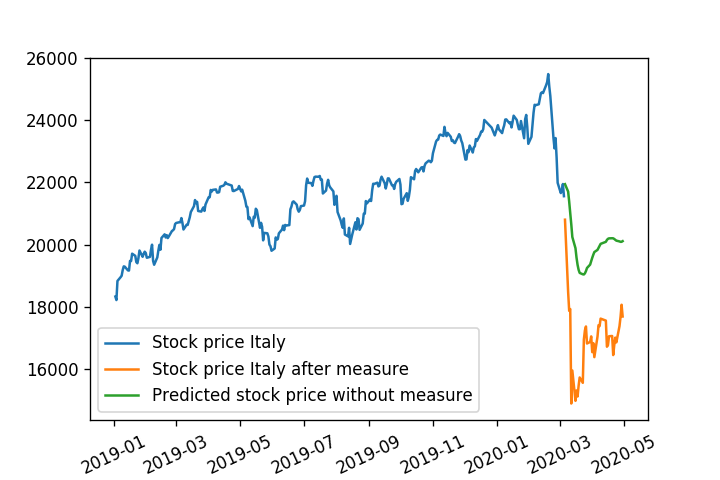 26000
24000
22000
20000
18000
16000
Stock price Italy
Stock price Italy after measure
Predicted stock price without measure
2019-01 2019-03 2019-05 2019-07 2019-09 2019-11 2020-01 2020-03 2020-05